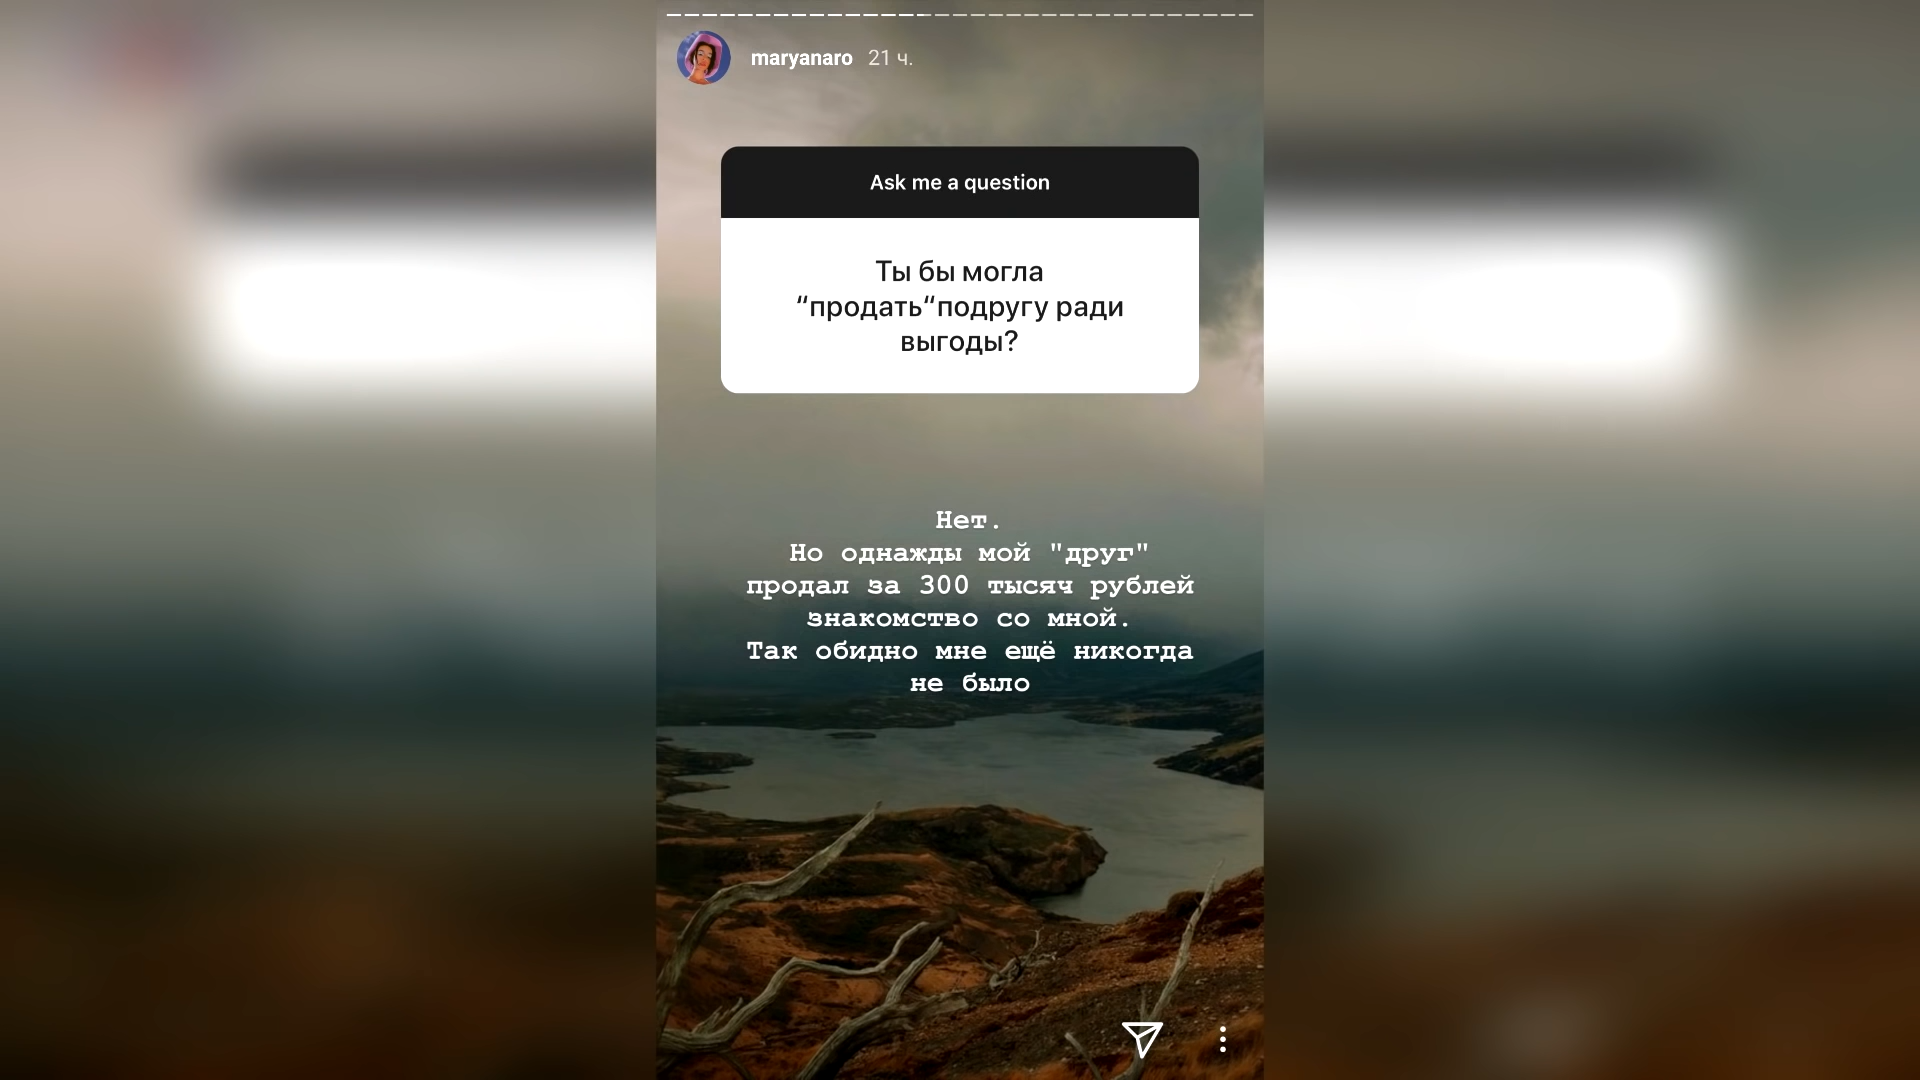 maryanaro 21 ч.
Ask me a question
Ты бы могла
“продать“подругу ради
выгоды?
Нет.
Но однажды мой "друг"
продал за 300 тысяч рублей
знакомство со мной.
Так обидно мне ещё никогда
не было